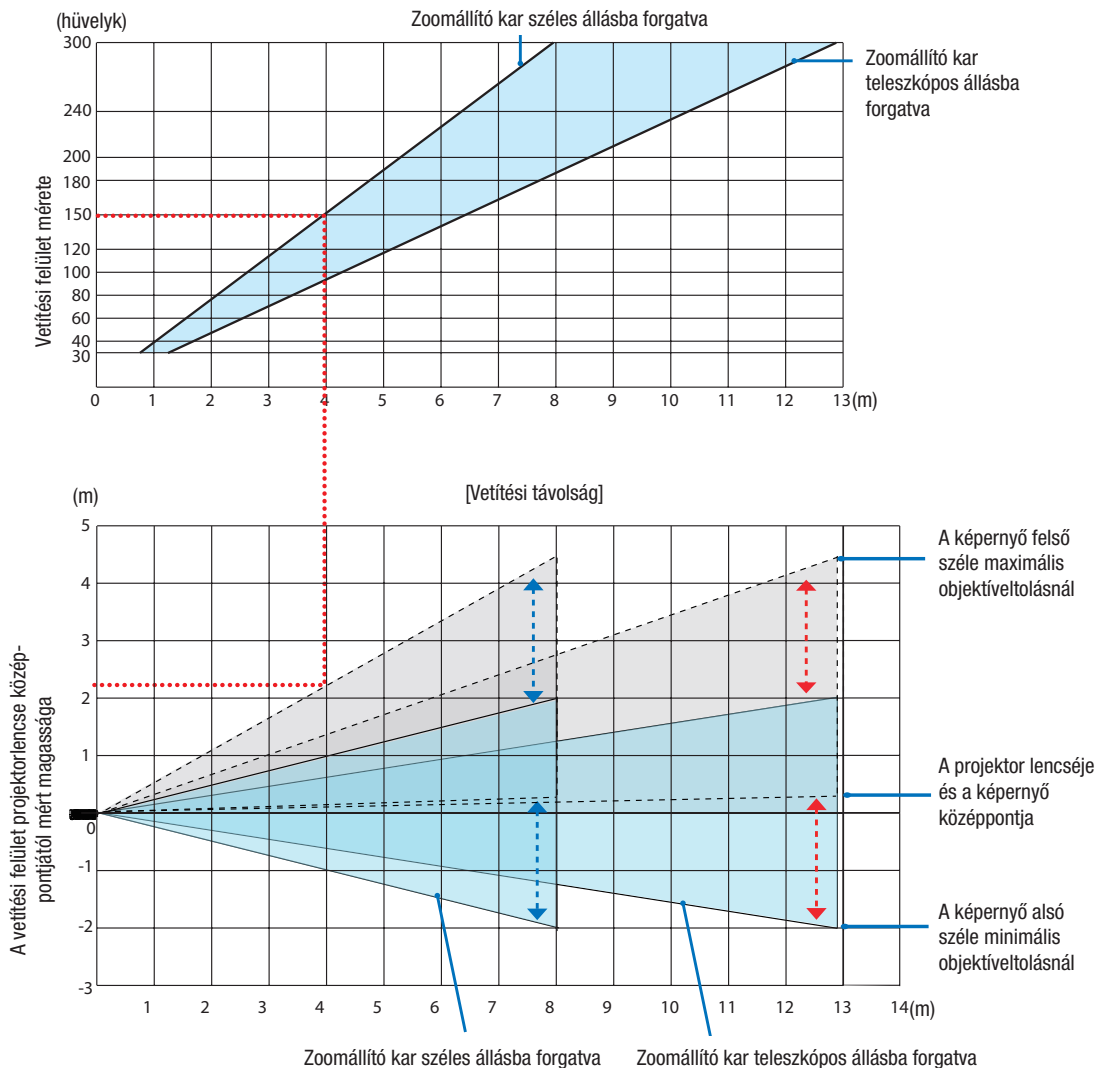 (hüvelyk)
Zoomállító kar széles állásba forgatva
Zoomállító kar
teleszkópos állásba
forgatva
Vetítési felület mérete
300
240
200
180
150
120
100
80
60
40
30
0 1 2 3 4 5 6 7 8 9 10 11 12 13 (m)
(m)
[Vetítési távolság]
A vetítési felület projektorlencse közép-
pontjától mért magassága
5
4
3
2
1
0
-1
-2
-3
A képernyő felső
széle maximális
objektíveltolásnál
A projektor lencséje
és a képernyő
középpontja
A képernyő alsó
széle minimális
objektíveltolásnál
1 2 3 4 5 6 7 8 9 10 11 12 13 14 (m)
Zoomállító kar széles állásba forgatva
Zoomállító kar teleszkópos állásba forgatva